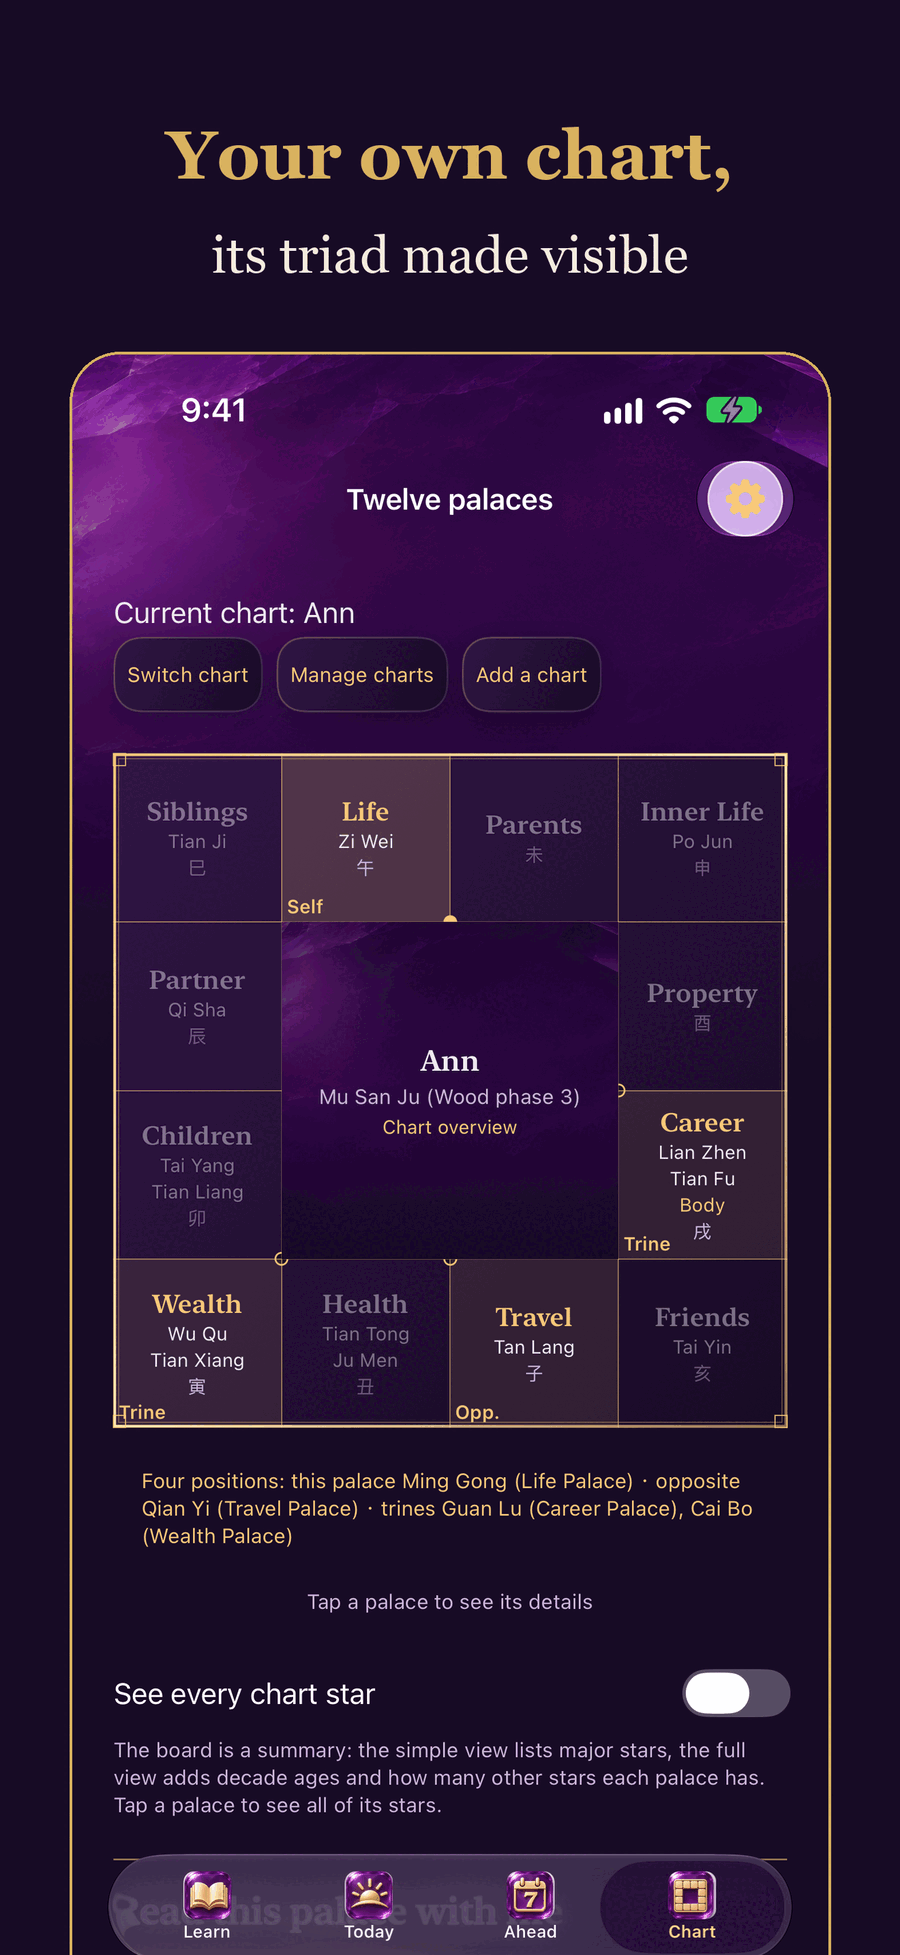 Your own chart,
its triad made visible
9:41
Twelve palaces
Current chart: Ann
Switch chart
Manage charts
Add a chart
Siblings
Tian Ji
巳
Life
Zi Wei
午
Self
Parents
未
Inner Life
Po Jun
申
Partner
Qi Sha
辰
Property
酉
Ann
Mu San Ju (Wood phase 3)
Chart overview
Children
Tai Yang
Tian Liang
卯
Career
Lian Zhen
Tian Fu
Body
戌
Trine
Wealth
Wu Qu
Tian Xiang
寅
Trine
Health
Tian Tong
Ju Men
丑
Travel
Tan Lang
子
Opp.
Friends
Tai Yin
亥
Four positions: this palace Ming Gong (Life Palace) · opposite
Qian Yi (Travel Palace) · trines Guan Lu (Career Palace), Cai Bo
(Wealth Palace)
Tap a palace to see its details
See every chart star
The board is a summary: the simple view lists major stars, the full
view adds decade ages and how many other stars each palace has.
Tap a palace to see all of its stars.
this palace with
7
Learn
Today
Ahead
Chart